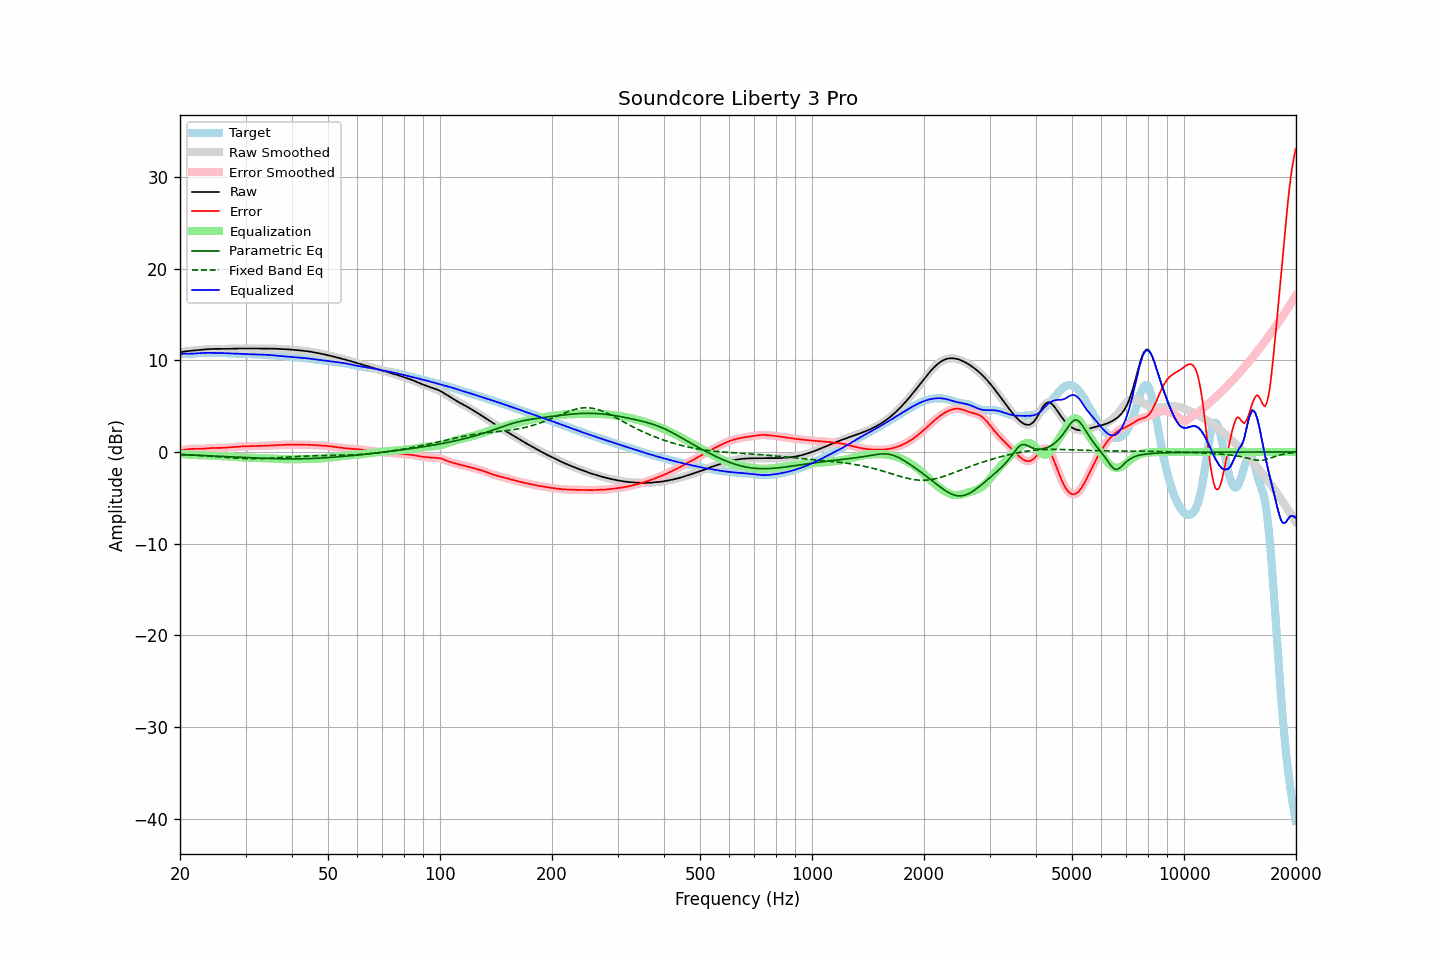 Soundcore Liberty 3 Pro
Target
Raw Smoothed
Error Smoothed
Raw
Error
Equalization
Parametric Eq
Fixed Band Eq
Equalized
Amplitude (dBr)
30
20
10
0
−10
−20
−30
−40
20 50 100 200 500 1000 2000 5000 10000 20000
Frequency (Hz)